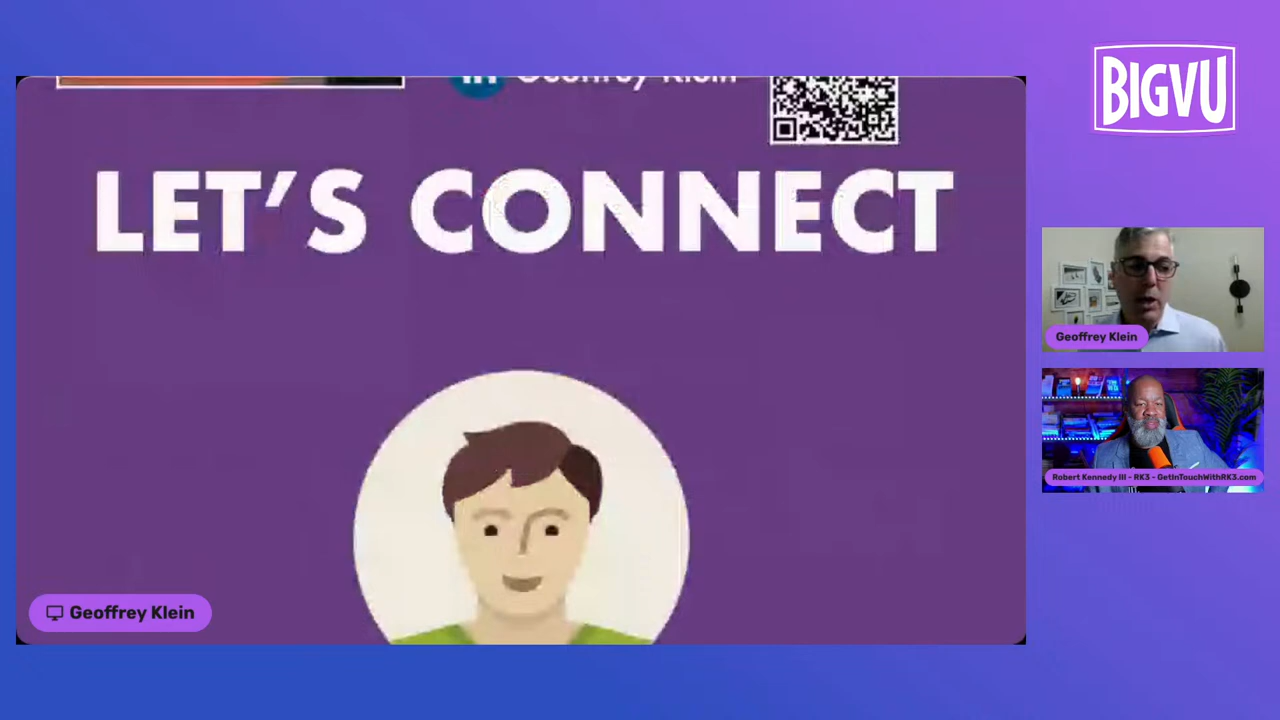 Geoffrey Klein
LET'S CONNECT
Geoffrey Klein
BIGVU
Geoffrey Klein
Robert Kennedy III - RK3 - GetInTouchWithRK3.com